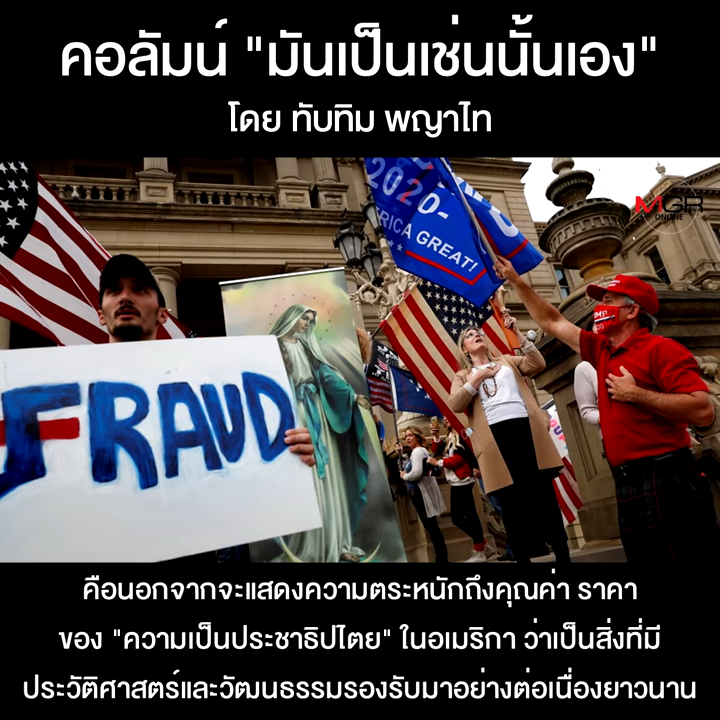 คอลัมน์ "มันเป็นเช่นนั้นเอง"
โดย ทับทิม พญาไท
2020-
RICA GREAT!
MGR
ONLINE
FRAUD
คือนอกจากจะแสดงความตระหนักถึงคุณค่า ราคา
ของ "ความเป็นประชาธิปไตย" ในอเมริกา ว่าเป็นสิ่งที่มี
ประวัติศาสตร์และวัฒนธรรมรองรับมาอย่างต่อเนื่องยาวนาน